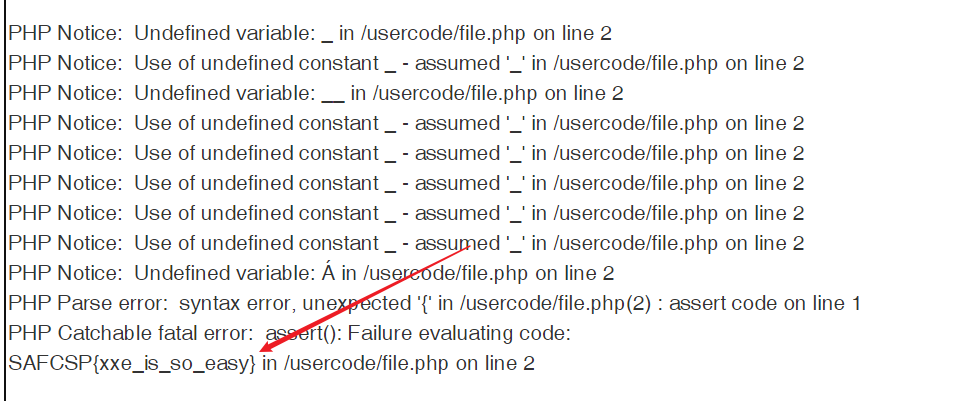 PHP Notice:  Undefined variable: _ in /usercode/file.php on line 2
PHP Notice:  Use of undefined constant _ - assumed '_' in /usercode/file.php on line 2
PHP Notice:  Undefined variable: __ in /usercode/file.php on line 2
PHP Notice:  Use of undefined constant _ - assumed '_' in /usercode/file.php on line 2
PHP Notice:  Use of undefined constant _ - assumed '_' in /usercode/file.php on line 2
PHP Notice:  Use of undefined constant _ - assumed '_' in /usercode/file.php on line 2
PHP Notice:  Use of undefined constant _ - assumed '_' in /usercode/file.php on line 2
PHP Notice:  Use of undefined constant _ - assumed '_' in /usercode/file.php on line 2
PHP Notice:  Undefined variable: Á in /usercode/file.php on line 2
PHP Parse error:  syntax error, unexpected '{' in /usercode/file.php(2) : assert code on line 1
PHP Catchable fatal error:  assert(): Failure evaluating code:
SAFCSP{xxe_is_so_easy} in /usercode/file.php on line 2